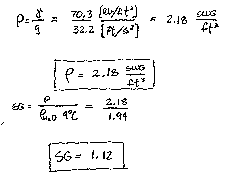 ρ = γ/g = 70.3 [lb/ft³] / 32.2 [ft/s²] = 2.18 SLUG/ft³
ρ = 2.18 SLUG/ft³
SG = ρ / ρH₂O 4°C = 2.18 / 1.94
SG = 1.12